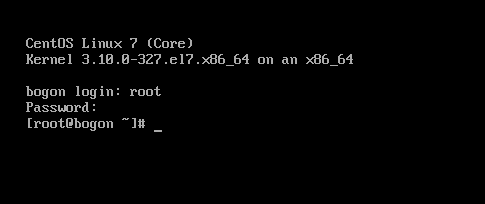 CentOS Linux 7 (Core)
Kernel 3.10.0-327.el7.x86_64 on an x86_64
bogon login: root
Password:
[root@bogon ~]# _